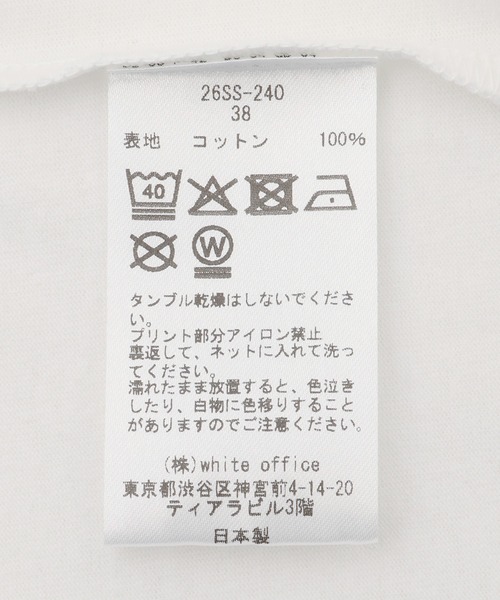 26SS-240
38
表地 コットン 100%
40
W
タンブル乾燥はしないでくださ
い。
プリント部分アイロン禁止
裏返して、ネットに入れて洗っ
てください。
濡れたまま放置すると、色泣き
したり、白物に色移りすること
がありますのでご注意ください。
(株)white office
東京都渋谷区神宮前4-14-20
ティアラビル3階
日本製